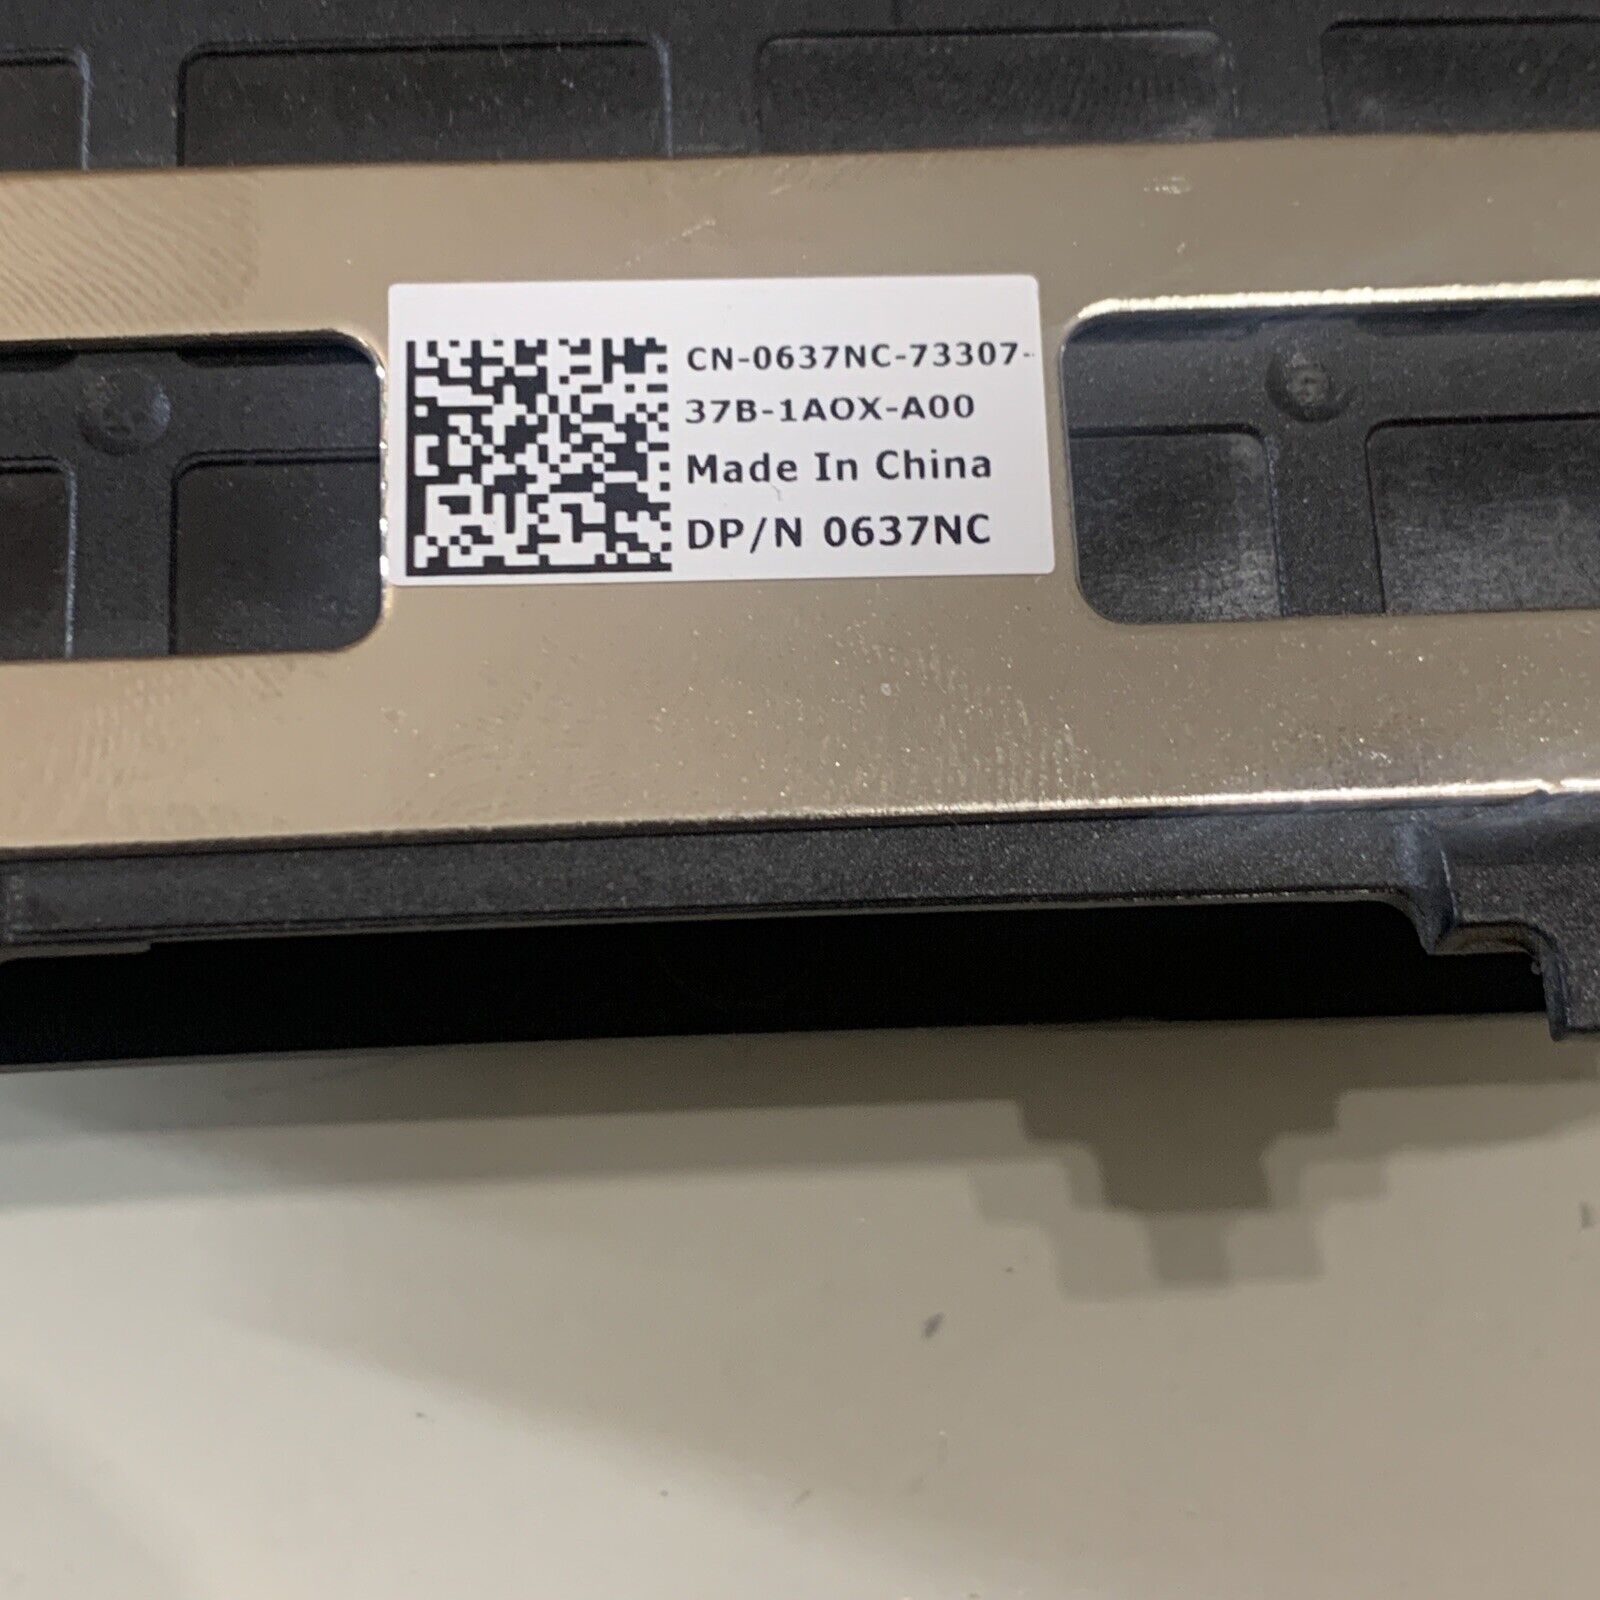 CN-0637NC-73307-
37B-1AOX-A00
Made In China
DP/N 0637NC